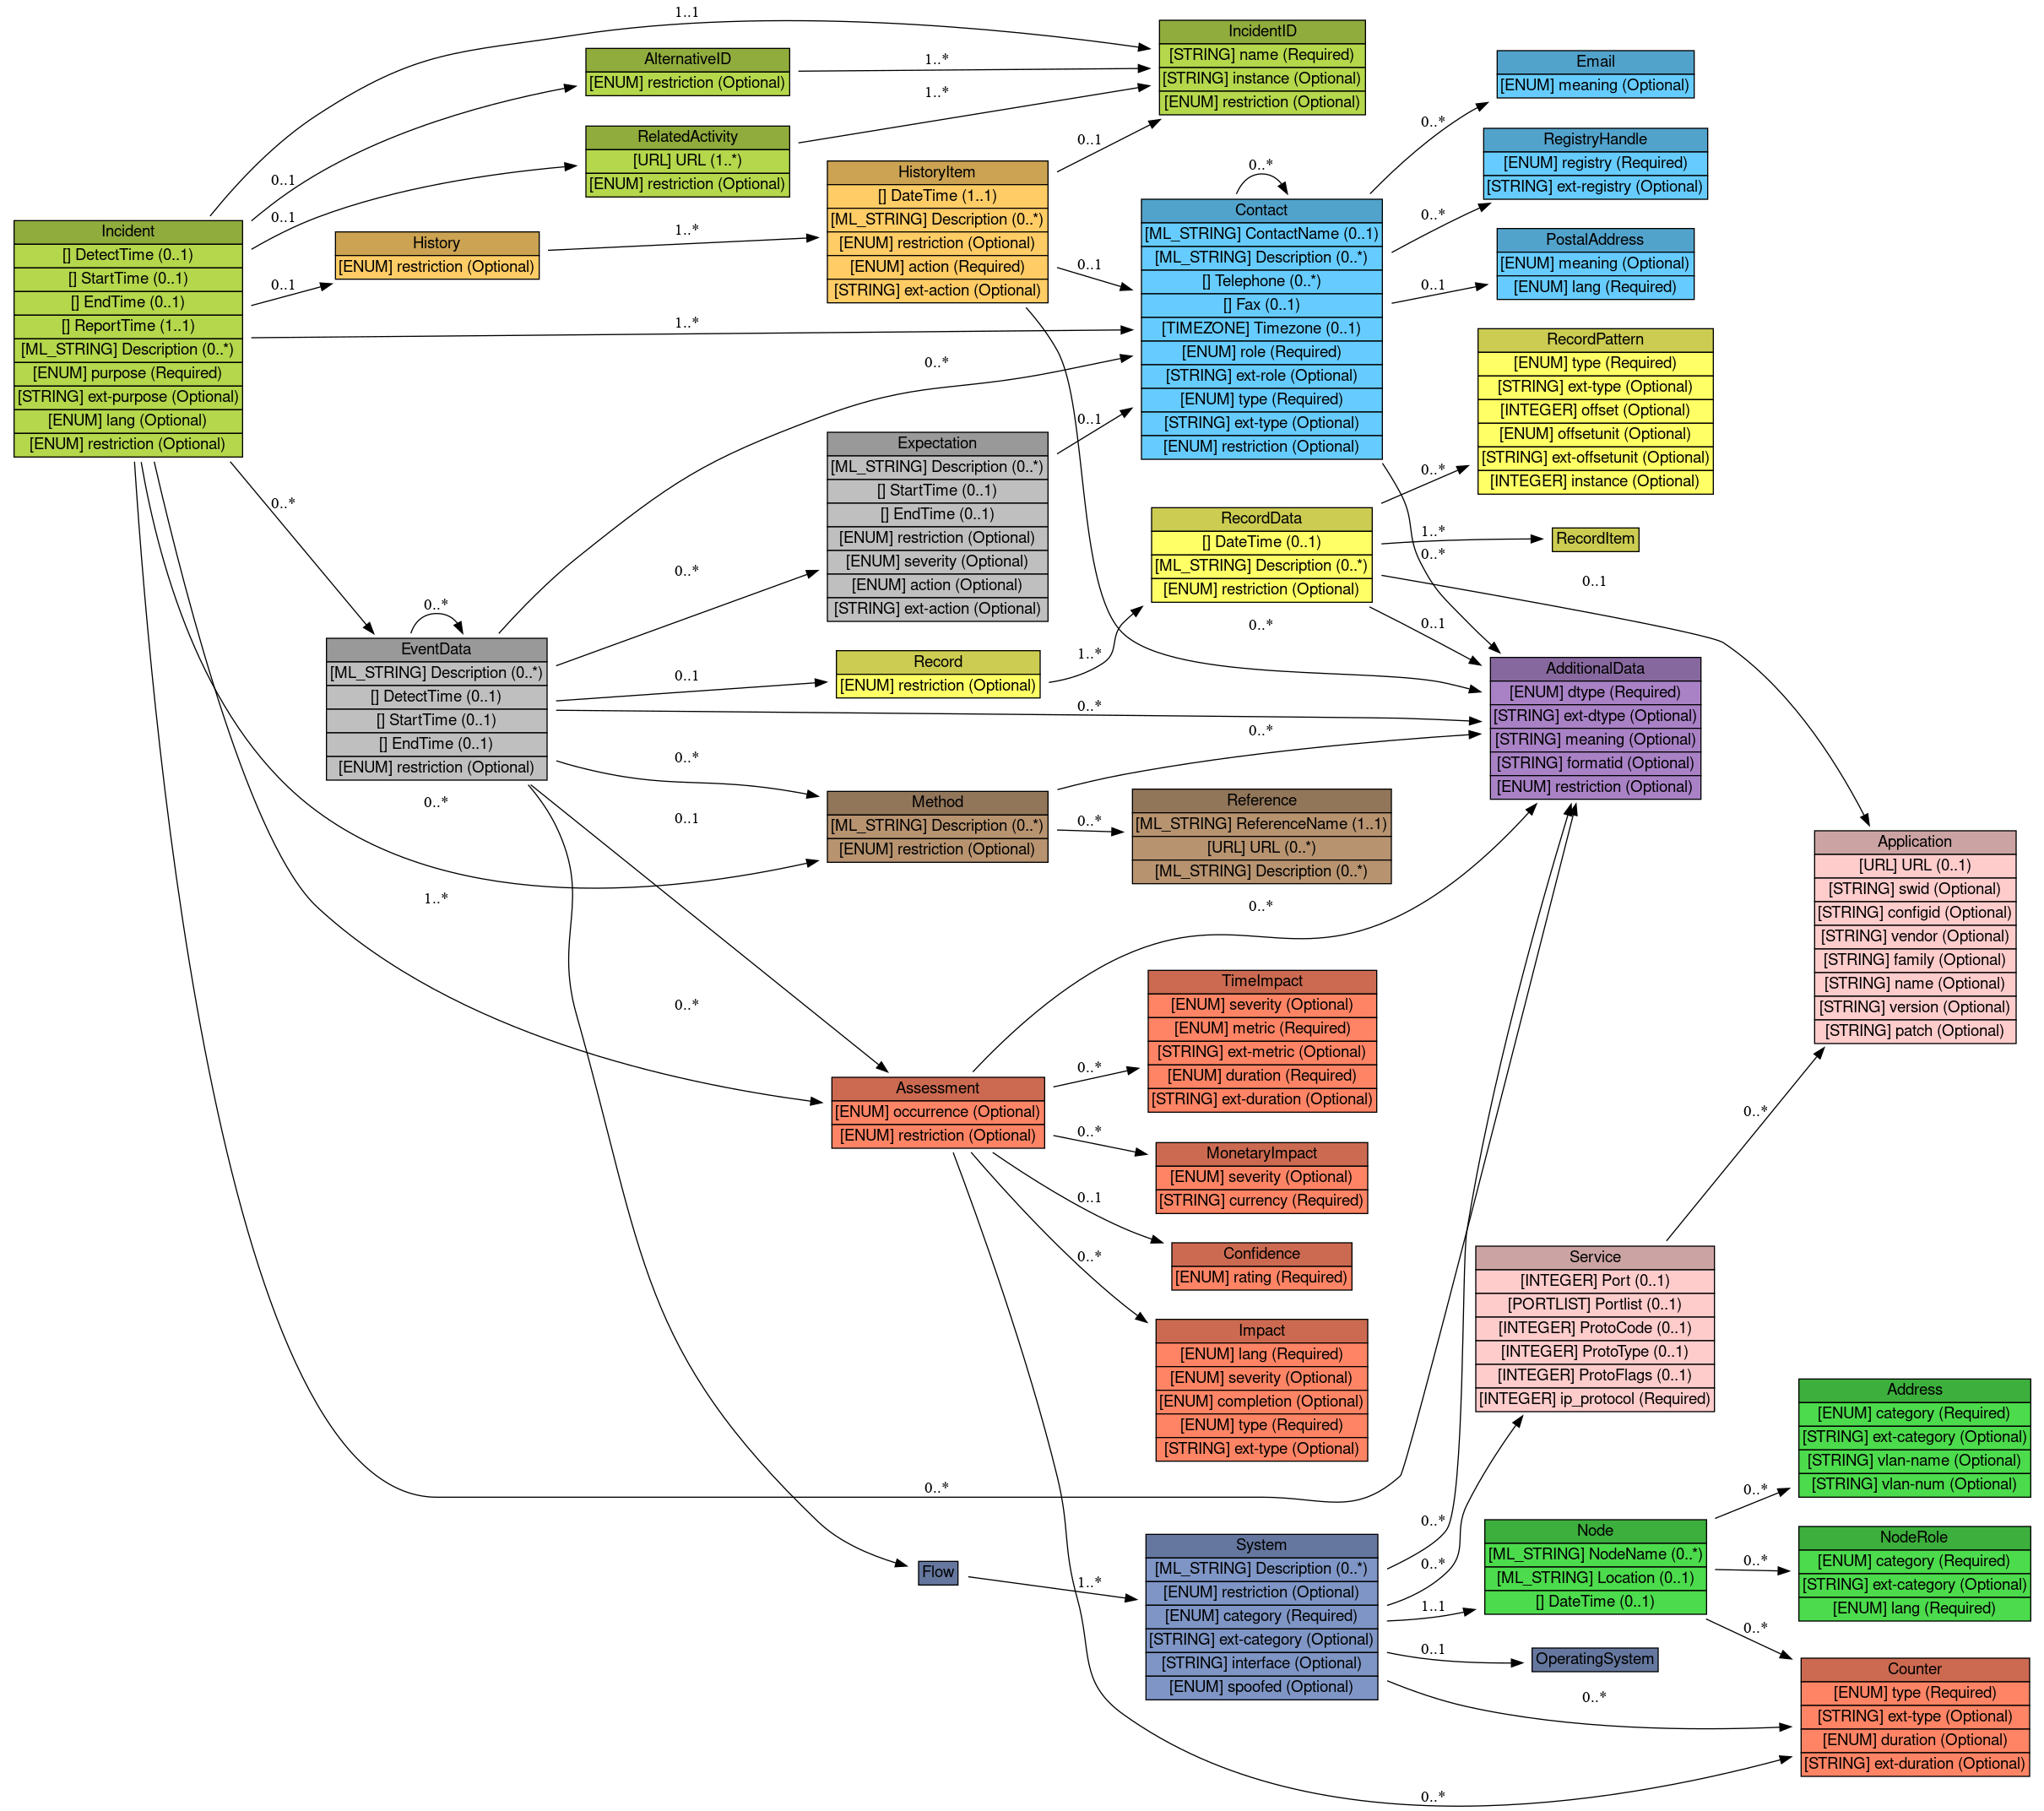 Incident
[] DetectTime (0..1)
[] StartTime (0..1)
[] EndTime (0..1)
[] ReportTime (1..1)
[ML_STRING] Description (0..*)
[ENUM] purpose (Required)
[STRING] ext-purpose (Optional)
[ENUM] lang (Optional)
[ENUM] restriction (Optional)
1..1
0..1
0..1
0..1
1..*
0..*
0..*
1..*
0..*
AlternativeID
[ENUM] restriction (Optional)
1..*
RelatedActivity
[URL] URL (1..*)
[ENUM] restriction (Optional)
1..*
IncidentID
[STRING] name (Required)
[STRING] instance (Optional)
[ENUM] restriction (Optional)
History
[ENUM] restriction (Optional)
1..*
HistoryItem
[] DateTime (1..1)
[ML_STRING] Description (0..*)
[ENUM] restriction (Optional)
[ENUM] action (Required)
[STRING] ext-action (Optional)
0..1
0..1
0..*
Contact
[ML_STRING] ContactName (0..1)
[ML_STRING] Description (0..*)
[] Telephone (0..*)
[] Fax (0..1)
[TIMEZONE] Timezone (0..1)
[ENUM] role (Required)
[STRING] ext-role (Optional)
[ENUM] type (Required)
[STRING] ext-type (Optional)
[ENUM] restriction (Optional)
0..*
0..*
0..*
0..1
0..*
Email
[ENUM] meaning (Optional)
RegistryHandle
[ENUM] registry (Required)
[STRING] ext-registry (Optional)
PostalAddress
[ENUM] meaning (Optional)
[ENUM] lang (Required)
EventData
[ML_STRING] Description (0..*)
[] DetectTime (0..1)
[] StartTime (0..1)
[] EndTime (0..1)
[ENUM] restriction (Optional)
0..*
0..*
0..*
0..1
0..*
0..*
0..1
0..*
Expectation
[ML_STRING] Description (0..*)
[] StartTime (0..1)
[] EndTime (0..1)
[ENUM] restriction (Optional)
[ENUM] severity (Optional)
[ENUM] action (Optional)
[STRING] ext-action (Optional)
0..1
Record
[ENUM] restriction (Optional)
1..*
RecordData
[] DateTime (0..1)
[ML_STRING] Description (0..*)
[ENUM] restriction (Optional)
0..*
1..*
0..1
0..1
RecordPattern
[ENUM] type (Required)
[STRING] ext-type (Optional)
[INTEGER] offset (Optional)
[ENUM] offsetunit (Optional)
[STRING] ext-offsetunit (Optional)
[INTEGER] instance (Optional)
RecordItem
AdditionalData
[ENUM] dtype (Required)
[STRING] ext-dtype (Optional)
[STRING] meaning (Optional)
[STRING] formatid (Optional)
[ENUM] restriction (Optional)
Method
[ML_STRING] Description (0..*)
[ENUM] restriction (Optional)
0..*
0..*
Reference
[ML_STRING] ReferenceName (1..1)
[URL] URL (0..*)
[ML_STRING] Description (0..*)
Application
[URL] URL (0..1)
[STRING] swid (Optional)
[STRING] configid (Optional)
[STRING] vendor (Optional)
[STRING] family (Optional)
[STRING] name (Optional)
[STRING] version (Optional)
[STRING] patch (Optional)
Assessment
[ENUM] occurrence (Optional)
[ENUM] restriction (Optional)
0..*
0..*
0..*
0..1
0..*
0..*
TimeImpact
[ENUM] severity (Optional)
[ENUM] metric (Required)
[STRING] ext-metric (Optional)
[ENUM] duration (Required)
[STRING] ext-duration (Optional)
MonetaryImpact
[ENUM] severity (Optional)
[STRING] currency (Required)
Confidence
[ENUM] rating (Required)
Impact
[ENUM] lang (Required)
[ENUM] severity (Optional)
[ENUM] completion (Optional)
[ENUM] type (Required)
[STRING] ext-type (Optional)
Flow
1..*
System
[ML_STRING] Description (0..*)
[ENUM] restriction (Optional)
[ENUM] category (Required)
[STRING] ext-category (Optional)
[STRING] interface (Optional)
[ENUM] spoofed (Optional)
0..*
0..*
1..1
0..1
0..*
Service
[INTEGER] Port (0..1)
[PORTLIST] Portlist (0..1)
[INTEGER] ProtoCode (0..1)
[INTEGER] ProtoType (0..1)
[INTEGER] ProtoFlags (0..1)
[INTEGER] ip_protocol (Required)
0..*
Node
[ML_STRING] NodeName (0..*)
[ML_STRING] Location (0..1)
[] DateTime (0..1)
0..*
0..*
0..*
OperatingSystem
Address
[ENUM] category (Required)
[STRING] ext-category (Optional)
[STRING] vlan-name (Optional)
[STRING] vlan-num (Optional)
NodeRole
[ENUM] category (Required)
[STRING] ext-category (Optional)
[ENUM] lang (Required)
Counter
[ENUM] type (Required)
[STRING] ext-type (Optional)
[ENUM] duration (Optional)
[STRING] ext-duration (Optional)